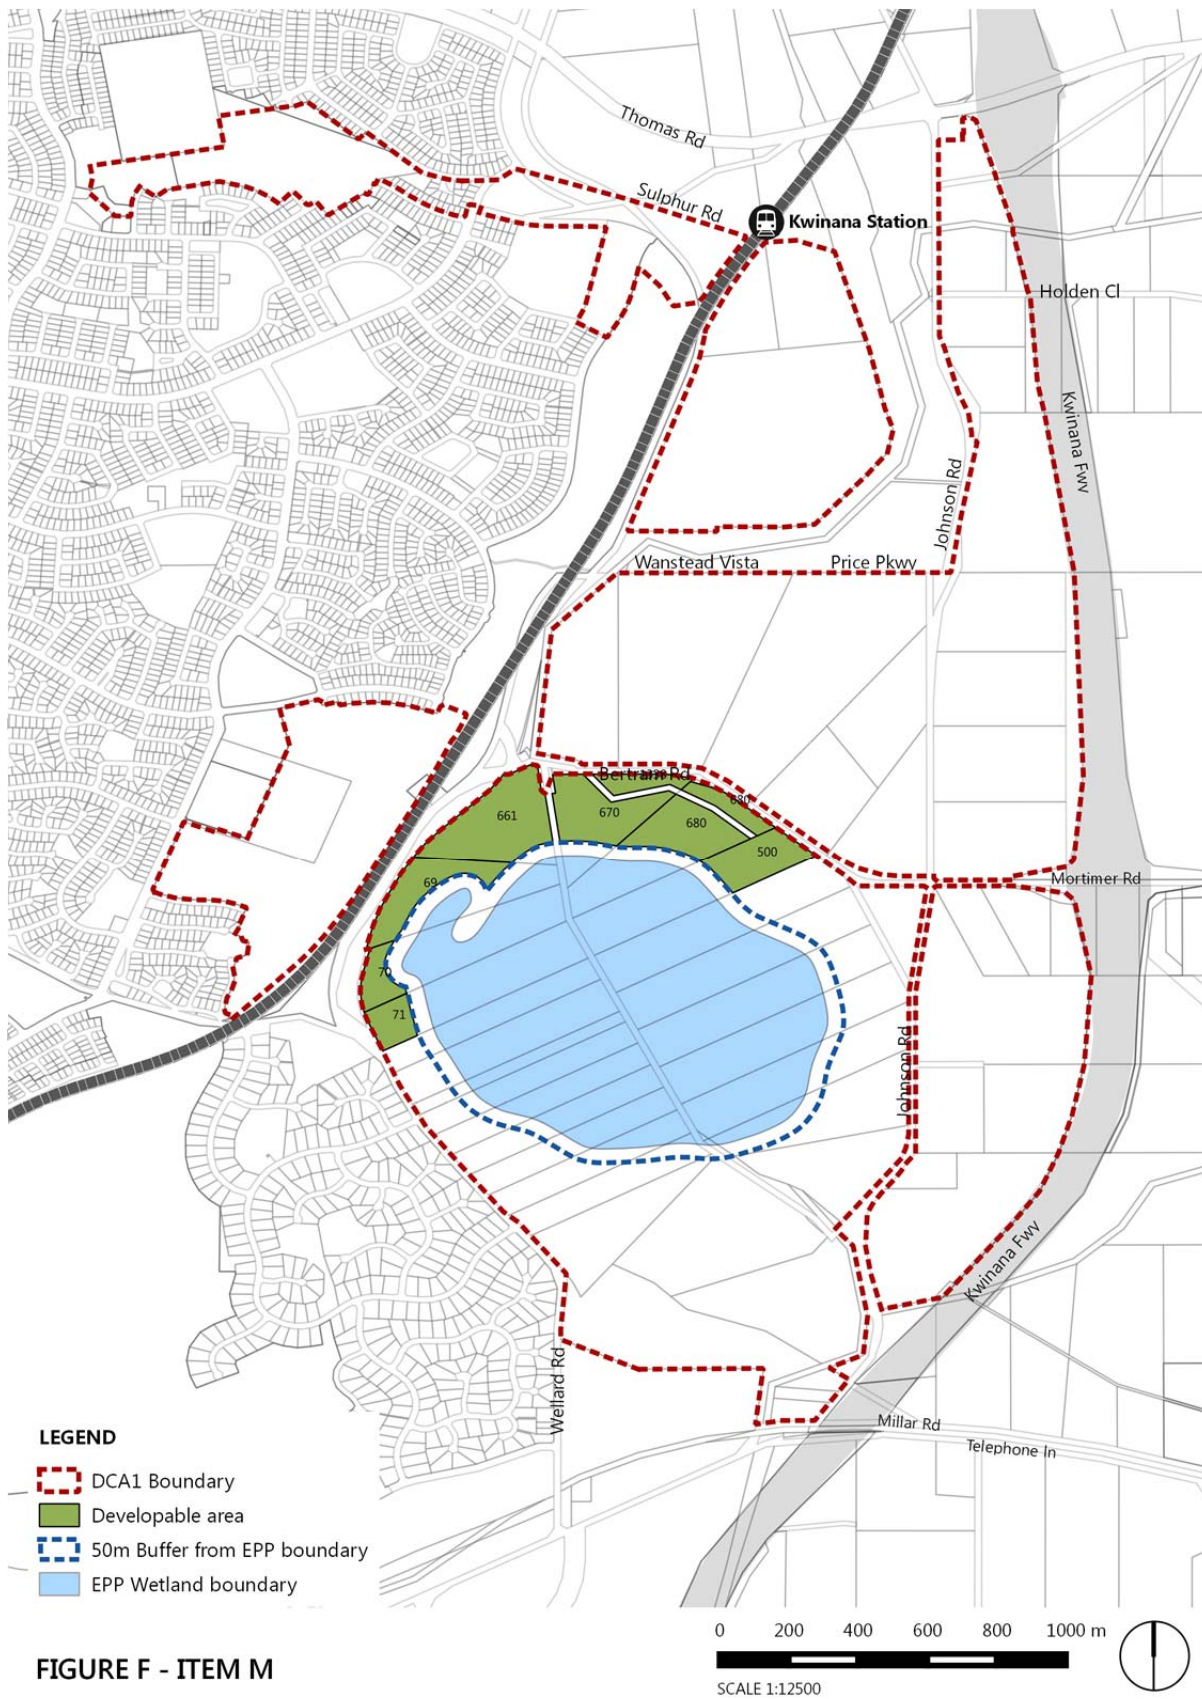 Thomas Rd
Sulphur Rd
Kwinana Station
Holden Cl
Kwinana Fwy
Johnson Rd
Wanstead Vista
Price Pkwy
Bertram Rd
661
670
680
680
500
69
70
71
Mortimer Rd
Johnson Rd
Kwinana Fwy
Wellard Rd
Millar Rd
Telephone ln
LEGEND
DCA1 Boundary
Developable area
50m Buffer from EPP boundary
EPP Wetland boundary
0 200 400 600 800 1000 m
SCALE 1:12500
FIGURE F - ITEM M